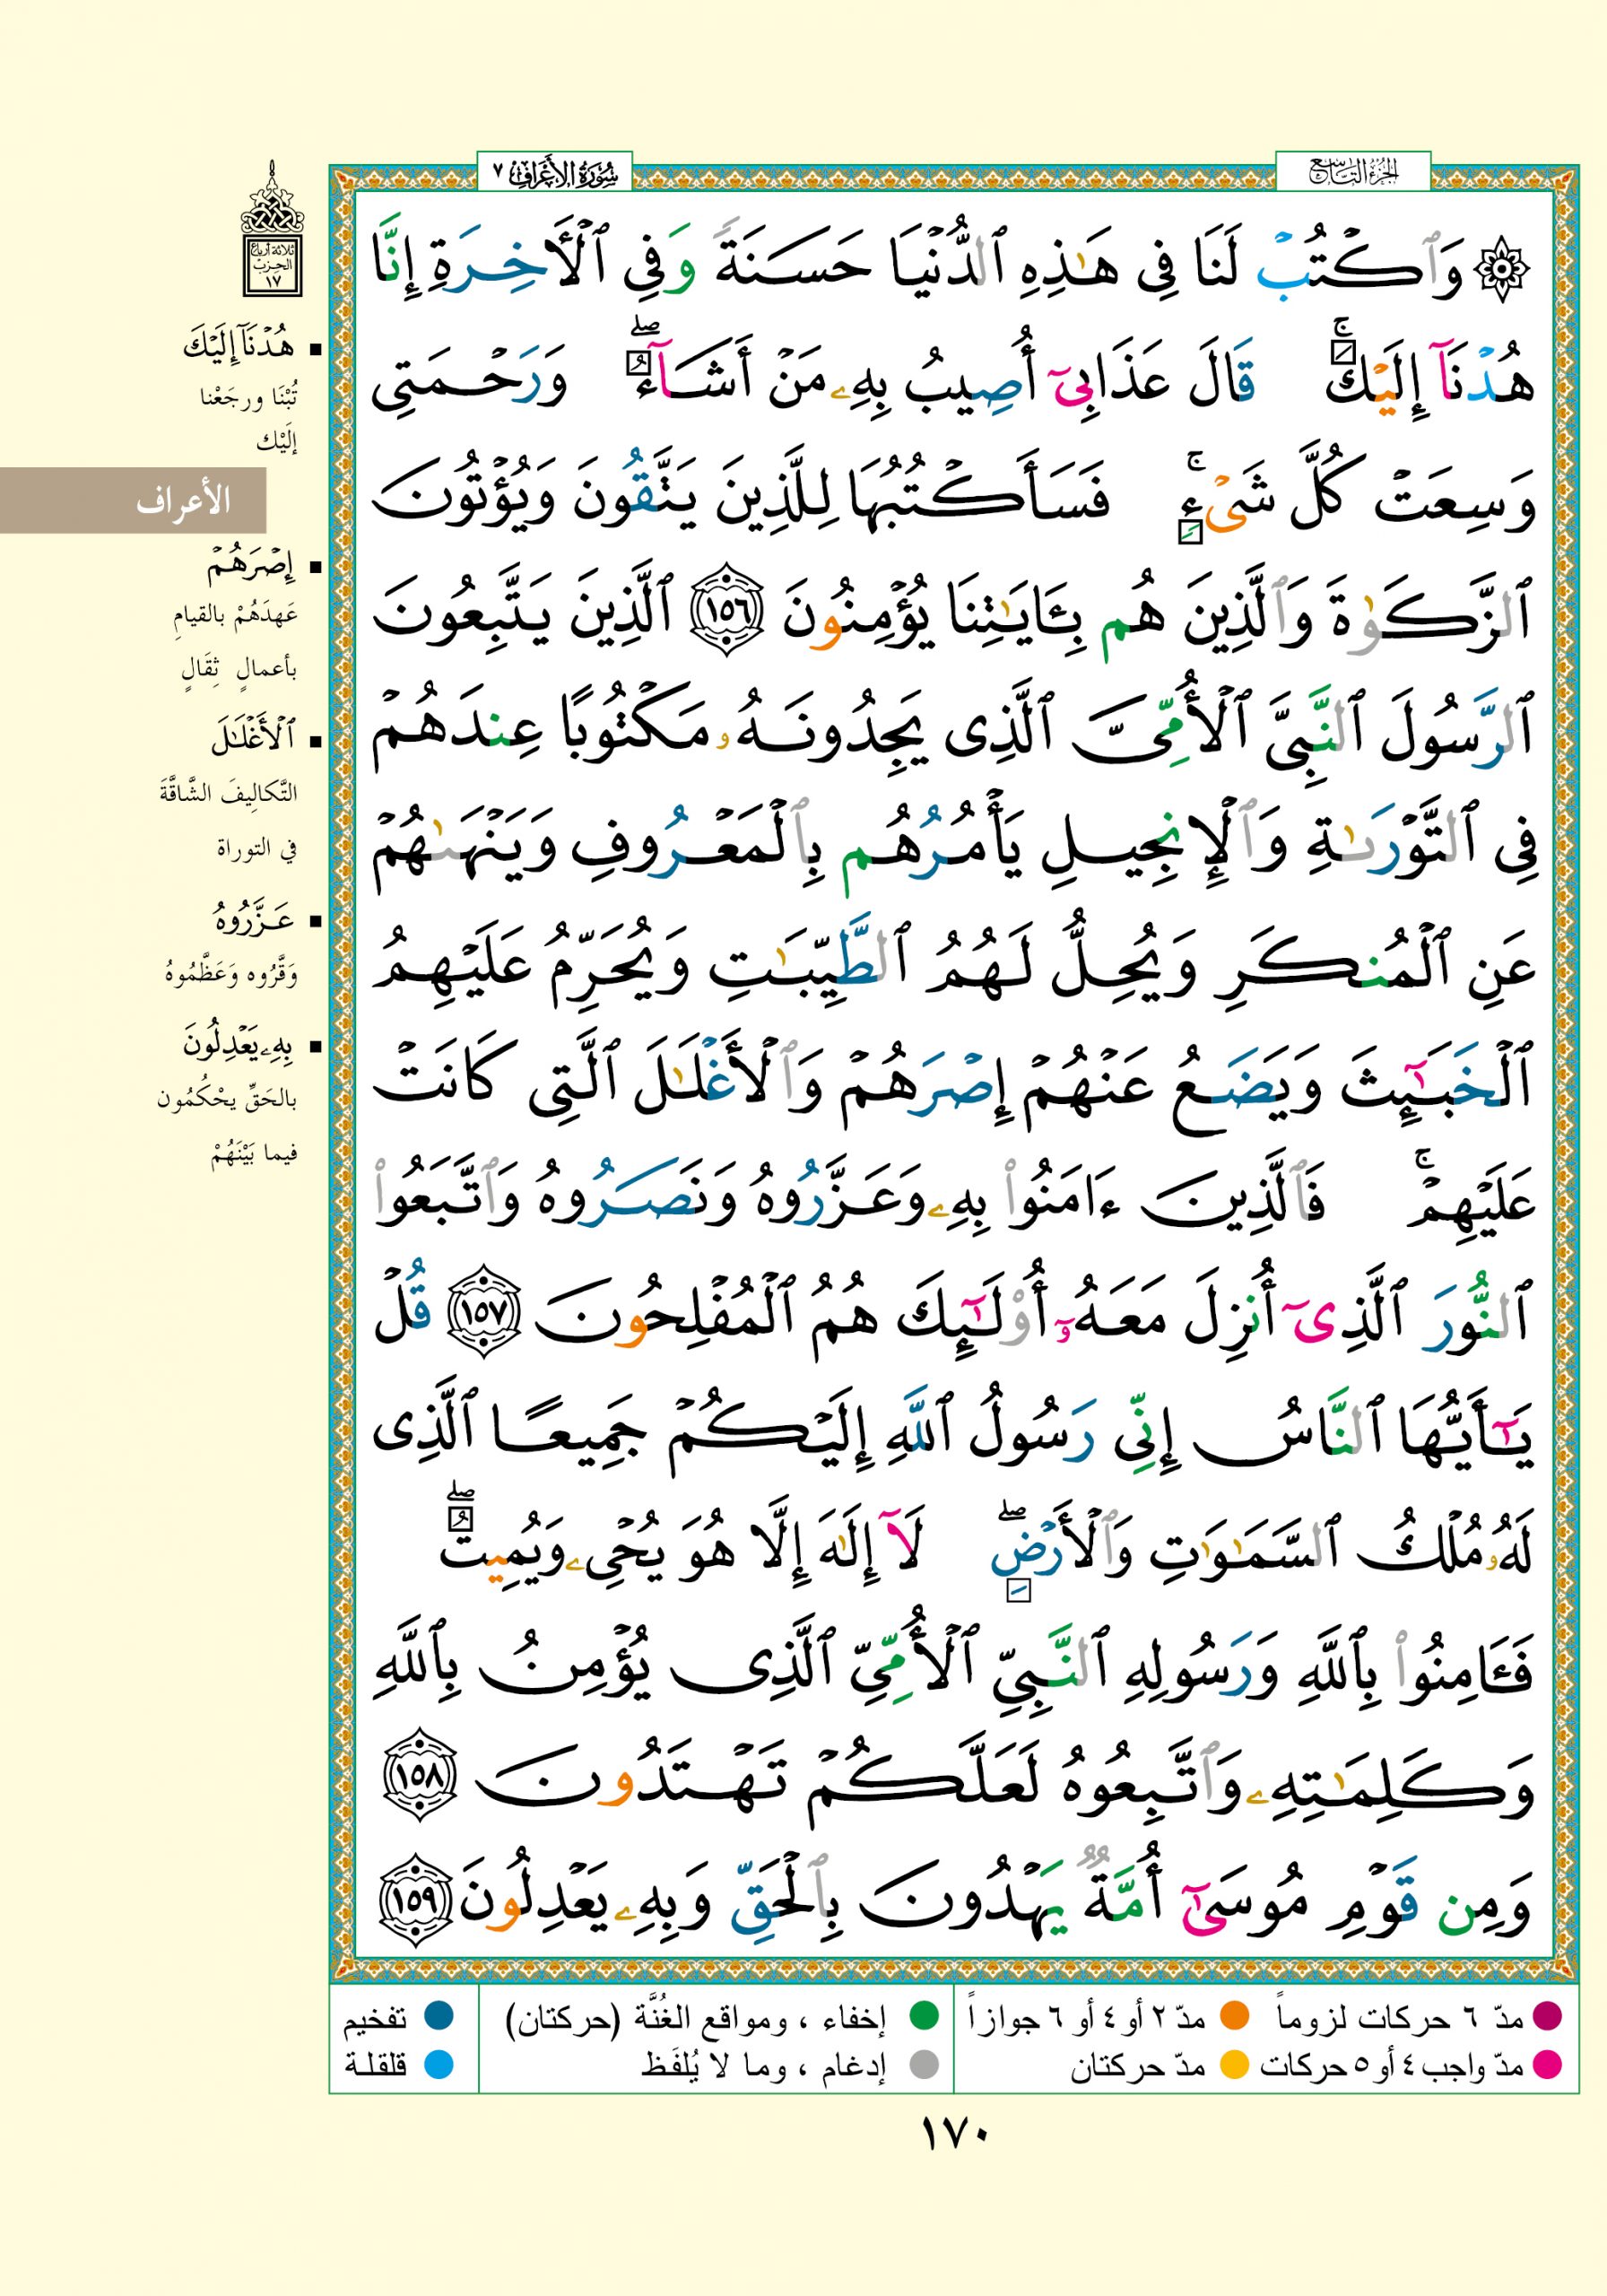 الجزء التاسع
سورة الأعراف ٧
۞ وَٱكۡتُبۡ لَنَا فِى هَـٰذِهِ ٱلدُّنۡيَا حَسَنَةً وَفِى ٱلۡأَخِرَةِ إِنَّا
هُدۡنَآ إِلَيۡكَۚ قَالَ عَذَابِىٓ أُصِيبُ بِهِۦ مَنۡ أَشَآءُۖ وَرَحۡمَتِى
وَسِعَتۡ كُلَّ شَىۡءٍۚ فَسَأَكۡتُبُهَا لِلَّذِينَ يَتَّقُونَ وَيُؤۡتُونَ
ٱلزَّكَوٰةَ وَٱلَّذِينَ هُم بِـَٔايَـٰتِنَا يُؤۡمِنُونَ ١٥٦ ٱلَّذِينَ يَتَّبِعُونَ
ٱلرَّسُولَ ٱلنَّبِىَّ ٱلۡأُمِّىَّ ٱلَّذِى يَجِدُونَهُۥ مَكۡتُوبًا عِندَهُمۡ
فِى ٱلتَّوۡرَىٰةِ وَٱلۡإِنجِيلِ يَأۡمُرُهُم بِٱلۡمَعۡرُوفِ وَيَنۡهَىٰهُمۡ
عَنِ ٱلۡمُنكَرِ وَيُحِلُّ لَهُمُ ٱلطَّيِّبَـٰتِ وَيُحَرِّمُ عَلَيۡهِمُ
ٱلۡخَبَـٰٓئِثَ وَيَضَعُ عَنۡهُمۡ إِصۡرَهُمۡ وَٱلۡأَغۡلَـٰلَ ٱلَّتِى كَانَتۡ
عَلَيۡهِمۡۚ فَٱلَّذِينَ ءَامَنُوا۟ بِهِۦ وَعَزَّرُوهُ وَنَصَرُوهُ وَٱتَّبَعُوا۟
ٱلنُّورَ ٱلَّذِىٓ أُنزِلَ مَعَهُۥٓ أُو۟لَـٰٓئِكَ هُمُ ٱلۡمُفۡلِحُونَ ١٥٧ قُلۡ
يَـٰٓأَيُّهَا ٱلنَّاسُ إِنِّى رَسُولُ ٱللَّهِ إِلَيۡكُمۡ جَمِيعًا ٱلَّذِى
لَهُۥ مُلۡكُ ٱلسَّمَـٰوَٰتِ وَٱلۡأَرۡضِۖ لَآ إِلَـٰهَ إِلَّا هُوَ يُحۡىِۦ وَيُمِيتُۖ
فَـَٔامِنُوا۟ بِٱللَّهِ وَرَسُولِهِ ٱلنَّبِىِّ ٱلۡأُمِّىِّ ٱلَّذِى يُؤۡمِنُ بِٱللَّهِ
وَكَلِمَـٰتِهِۦ وَٱتَّبِعُوهُ لَعَلَّكُمۡ تَهۡتَدُونَ ١٥٨
وَمِن قَوۡمِ مُوسَىٰٓ أُمَّةٌ يَهۡدُونَ بِٱلۡحَقِّ وَبِهِۦ يَعۡدِلُونَ ١٥٩
ثلاثة أرباع
الحزب
١٧
▪ هُدۡنَآ إِلَيۡكَ
تُبْنَا ورجَعْنا
إلَيْك
الأعراف
▪ إِصۡرَهُمۡ
عَهدَهُمْ بالقيامِ
بأعمالٍ ثِقَالٍ
▪ ٱلۡأَغۡلَـٰلَ
التَّكالِيفَ الشَّاقَّةَ
في التوراة
▪ عَزَّرُوهُ
وَقَّرُوه وَعَظَّمُوهُ
▪ بِهِۦ يَعۡدِلُونَ
بالحَقِّ يحْكُمُون
فيما بَيْنَهُمْ
مدّ ٦ حركات لزوماً مدّ ٢ أو ٤ أو ٦ جوازاً إخفاء ، ومواقع الغُنَّة (حركتان) تفخيم
مدّ واجب ٤ أو ٥ حركات مدّ حركتان إدغام ، وما لا يُلفَظ قلقلة
١٧٠